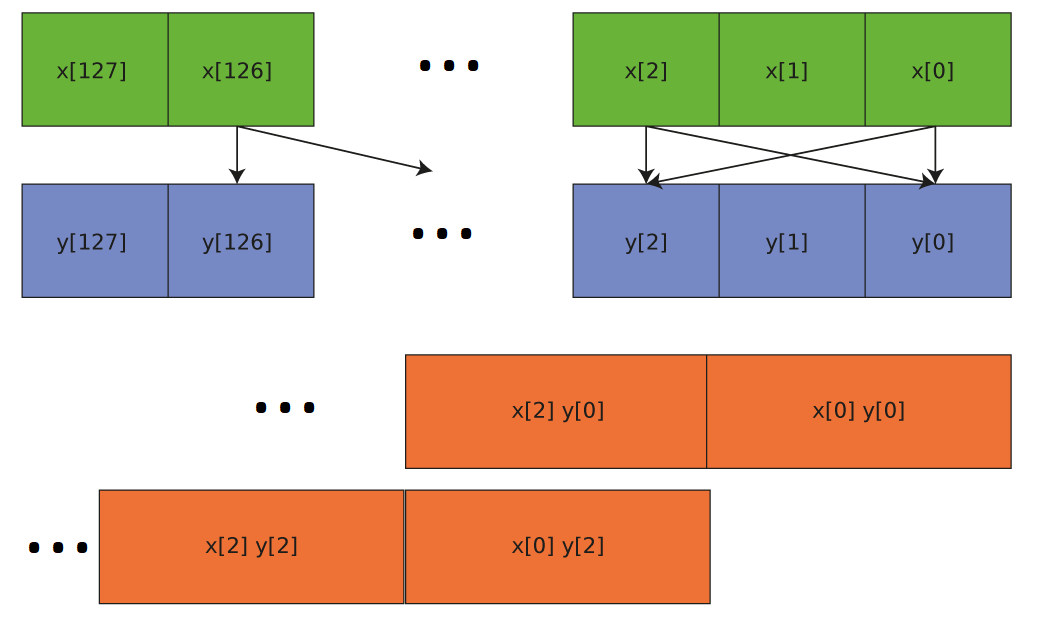 x[127] x[126] ... x[2] x[1] x[0]
y[127] y[126] ... y[2] y[1] y[0]
... x[2] y[0] x[0] y[0]
... x[2] y[2] x[0] y[2]